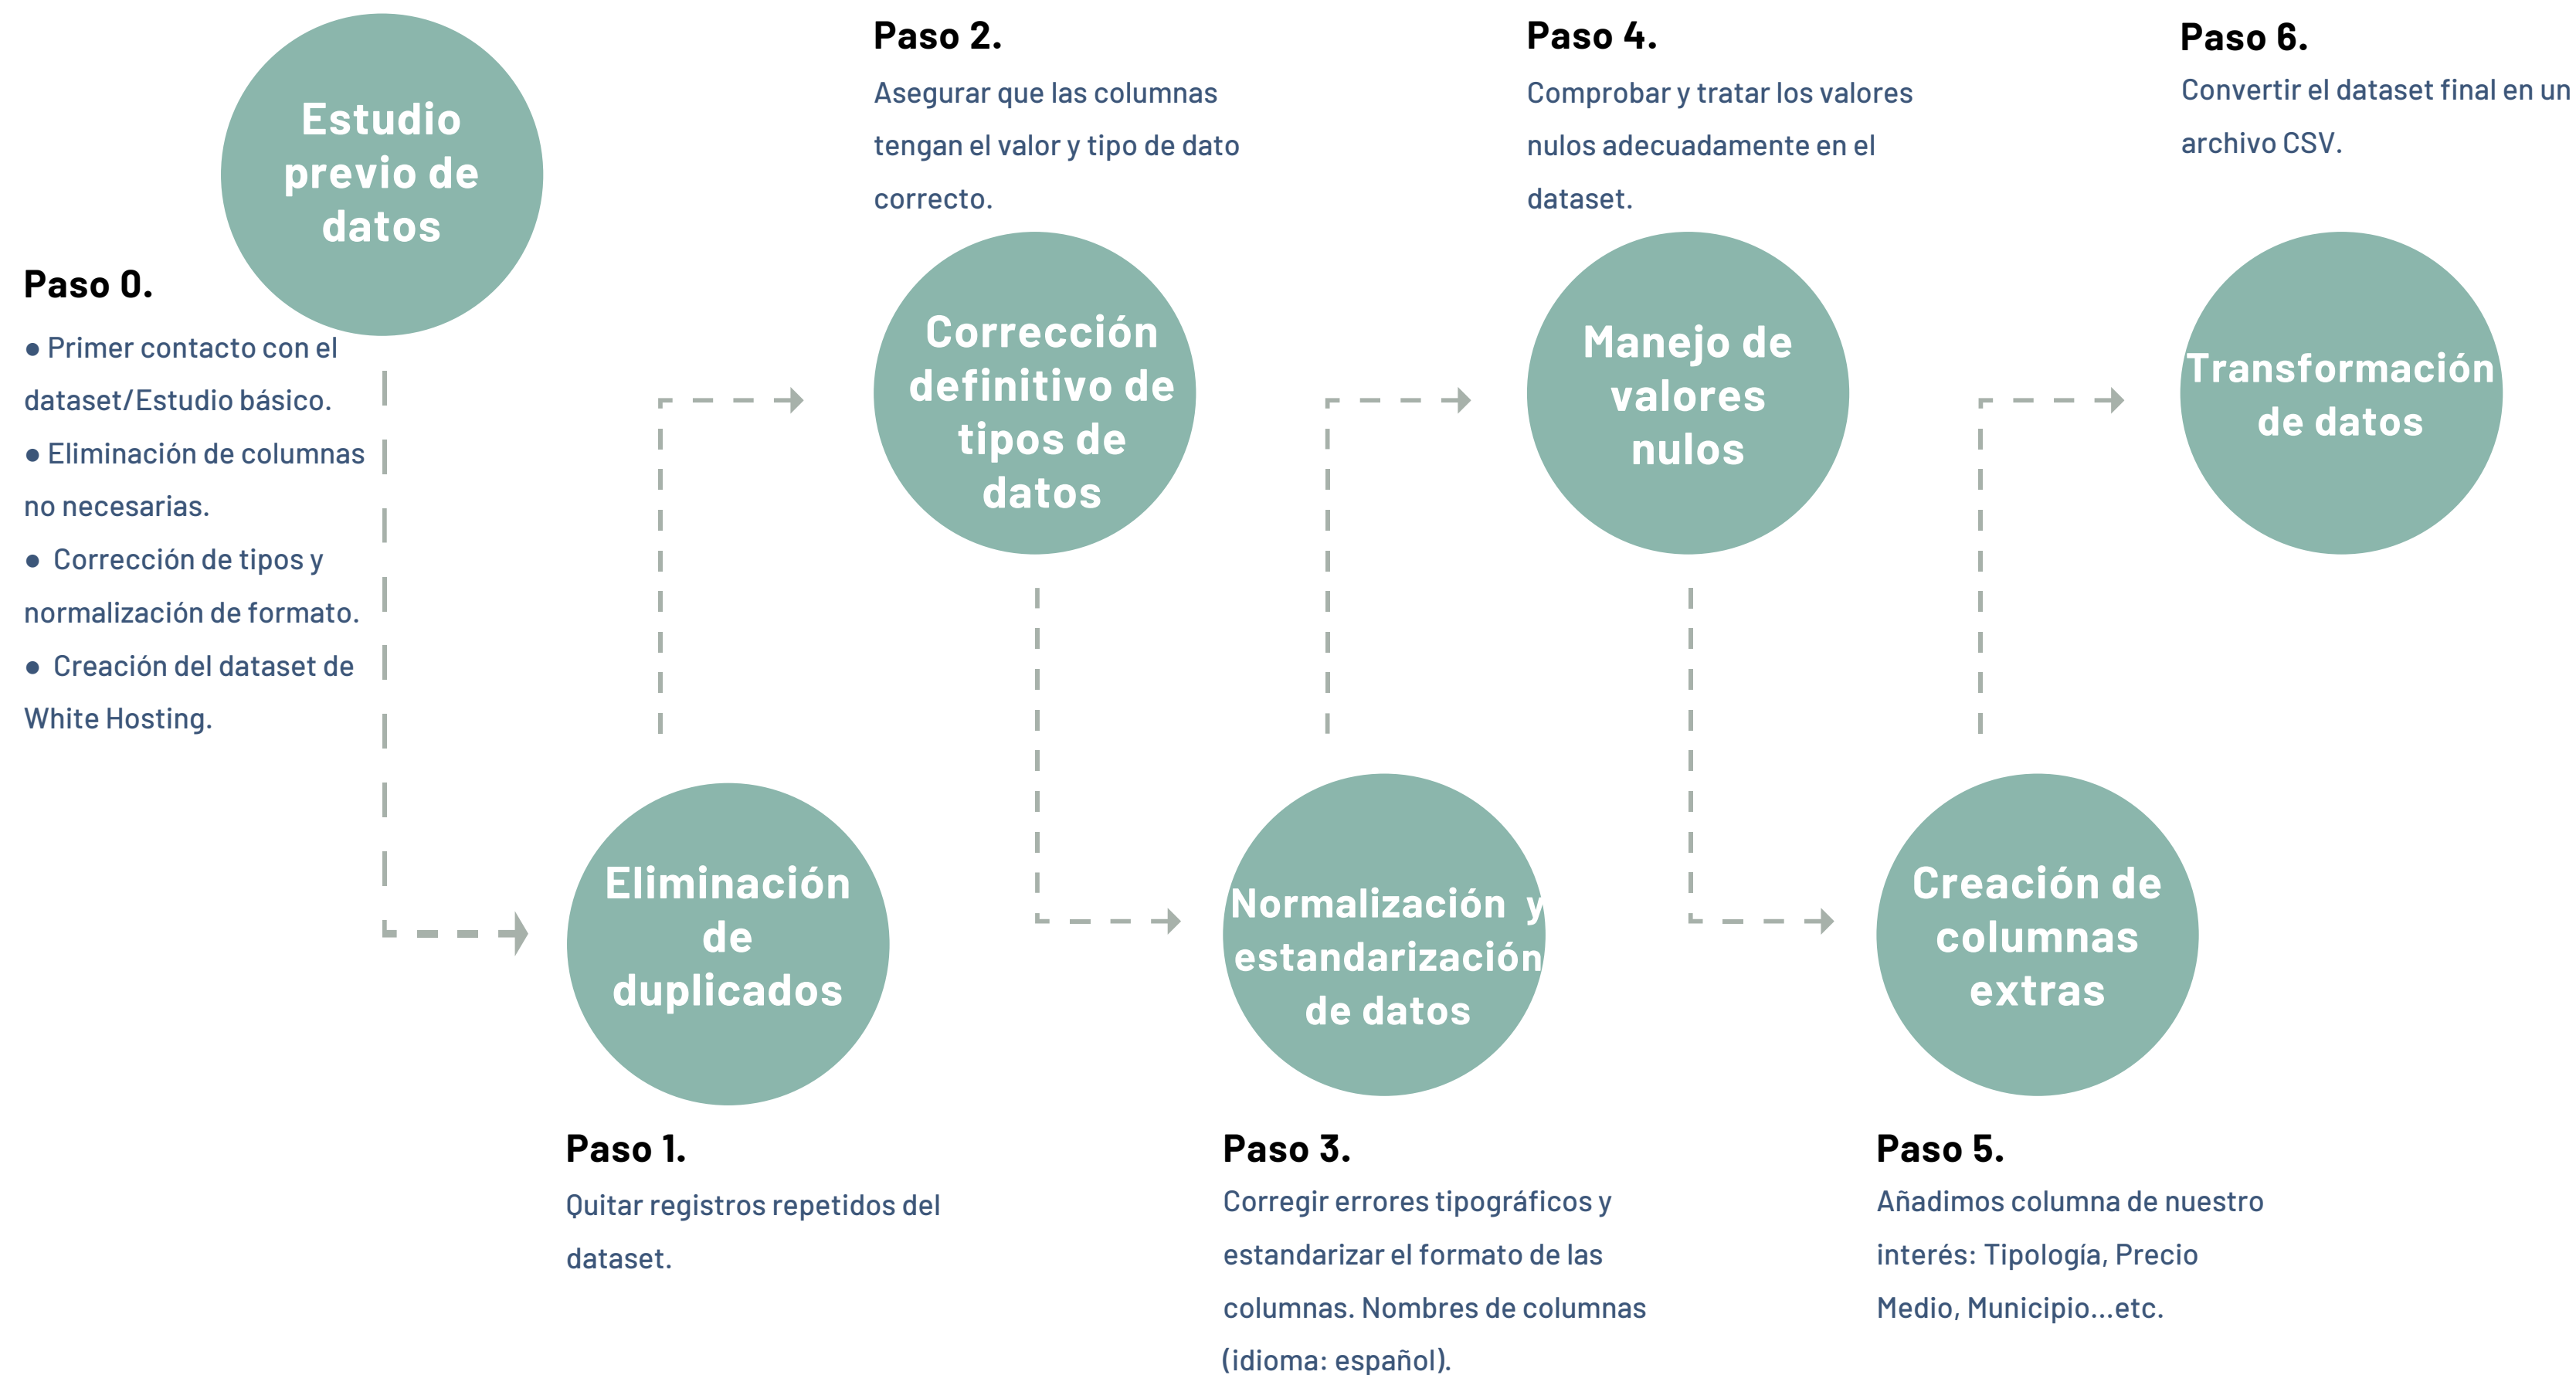 Estudio
previo de
datos
Paso 0.
● Primer contacto con el
dataset/Estudio básico.
● Eliminación de columnas
no necesarias.
● Corrección de tipos y
normalización de formato.
● Creación del dataset de
White Hosting.
Eliminación
de
duplicados
Paso 1.
Quitar registros repetidos del
dataset.
Paso 2.
Asegurar que las columnas
tengan el valor y tipo de dato
correcto.
Corrección
definitivo de
tipos de
datos
Normalización y
estandarización
de datos
Paso 3.
Corregir errores tipográficos y
estandarizar el formato de las
columnas. Nombres de columnas
(idioma: español).
Paso 4.
Comprobar y tratar los valores
nulos adecuadamente en el
dataset.
Manejo de
valores
nulos
Creación de
columnas
extras
Paso 5.
Añadimos columna de nuestro
interés: Tipología, Precio
Medio, Municipio...etc.
Paso 6.
Convertir el dataset final en un
archivo CSV.
Transformación
de datos